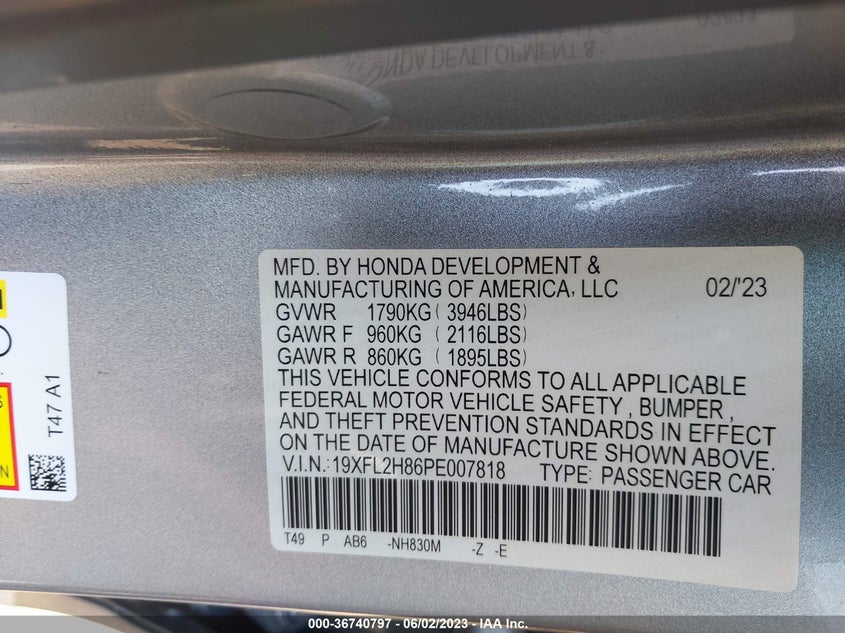 MFD. BY HONDA DEVELOPMENT &
MANUFACTURING OF AMERICA, LLC 02/'23
GVWR 1790KG ( 3946LBS)
GAWR F 960KG ( 2116LBS)
GAWR R 860KG ( 1895LBS)
THIS VEHICLE CONFORMS TO ALL APPLICABLE
FEDERAL MOTOR VEHICLE SAFETY , BUMPER ,
AND THEFT PREVENTION STANDARDS IN EFFECT
ON THE DATE OF MANUFACTURE SHOWN ABOVE.
V.I.N.: 19XFL2H86PE007818 TYPE: PASSENGER CAR
T49 P AB6 -NH830M -Z -E
T47 A1
000-36740797 - 06/02/2023 - IAA Inc.